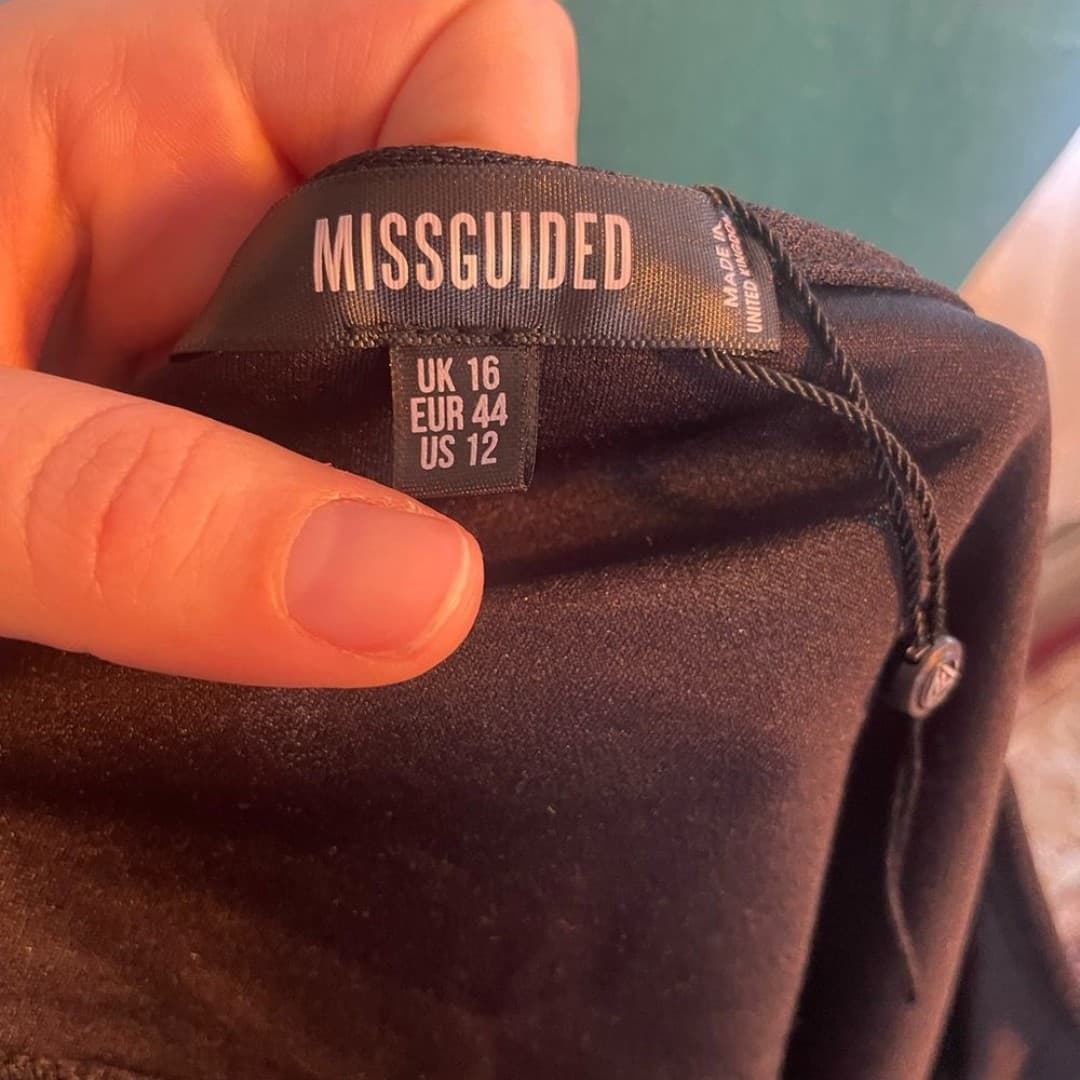 MISSGUIDED
MADE IN
UNITED KINGDOM
UK 16
EUR 44
US 12